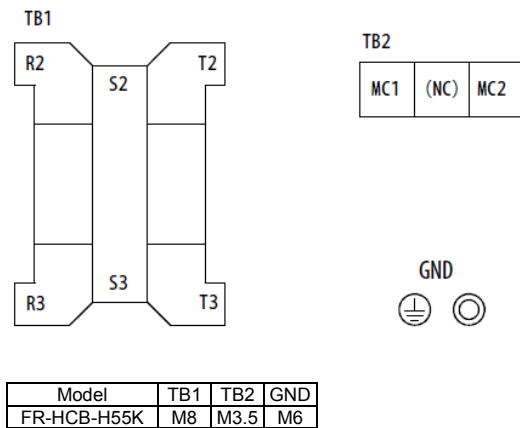 TB1
R2 S2 T2
R3 S3 T3
TB2
MC1 (NC) MC2
GND
Model TB1 TB2 GND
FR-HCB-H55K M8 M3.5 M6